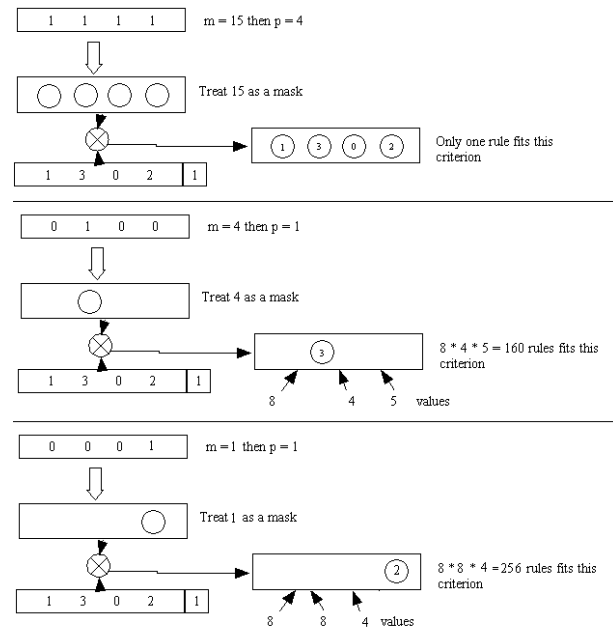 1 1 1 1 m = 15 then p = 4
Treat 15 as a mask
1 3 0 2
Only one rule fits this
criterion
1 3 0 2 1
0 1 0 0 m = 4 then p = 1
Treat 4 as a mask
3
8 * 4 * 5 = 160 rules fits this
criterion
1 3 0 2 1
8 4 5 values
0 0 0 1 m = 1 then p = 1
Treat 1 as a mask
2
8 * 8 * 4 = 256 rules fits this
criterion
1 3 0 2 1
8 8 4 values